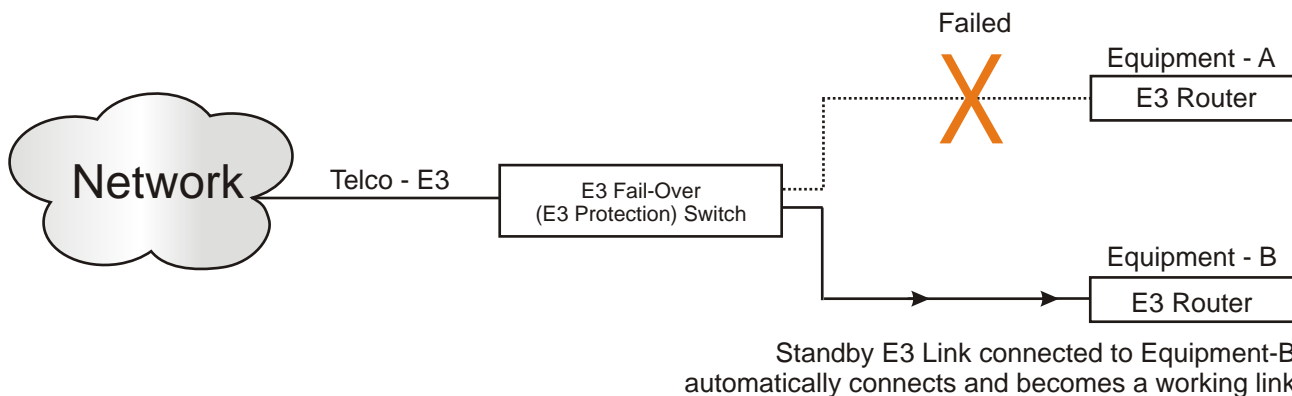 Failed
Equipment - A
E3 Router
Network
Telco - E3
E3 Fail-Over
(E3 Protection) Switch
Equipment - B
E3 Router
Standby E3 Link connected to Equipment-B
automatically connects and becomes a working link